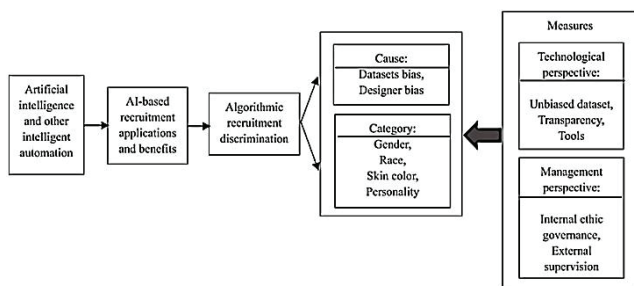 Artificial
intelligence
and other
intelligent
automation
AI-based
recruitment
applications
and benefits
Algorithmic
recruitment
discrimination
Cause:
Datasets bias,
Designer bias
Category:
Gender,
Race,
Skin color,
Personality
Measures
Technological
perspective:
Unbiased dataset,
Transparency,
Tools
Management
perspective:
Internal ethic
governance,
External
supervision